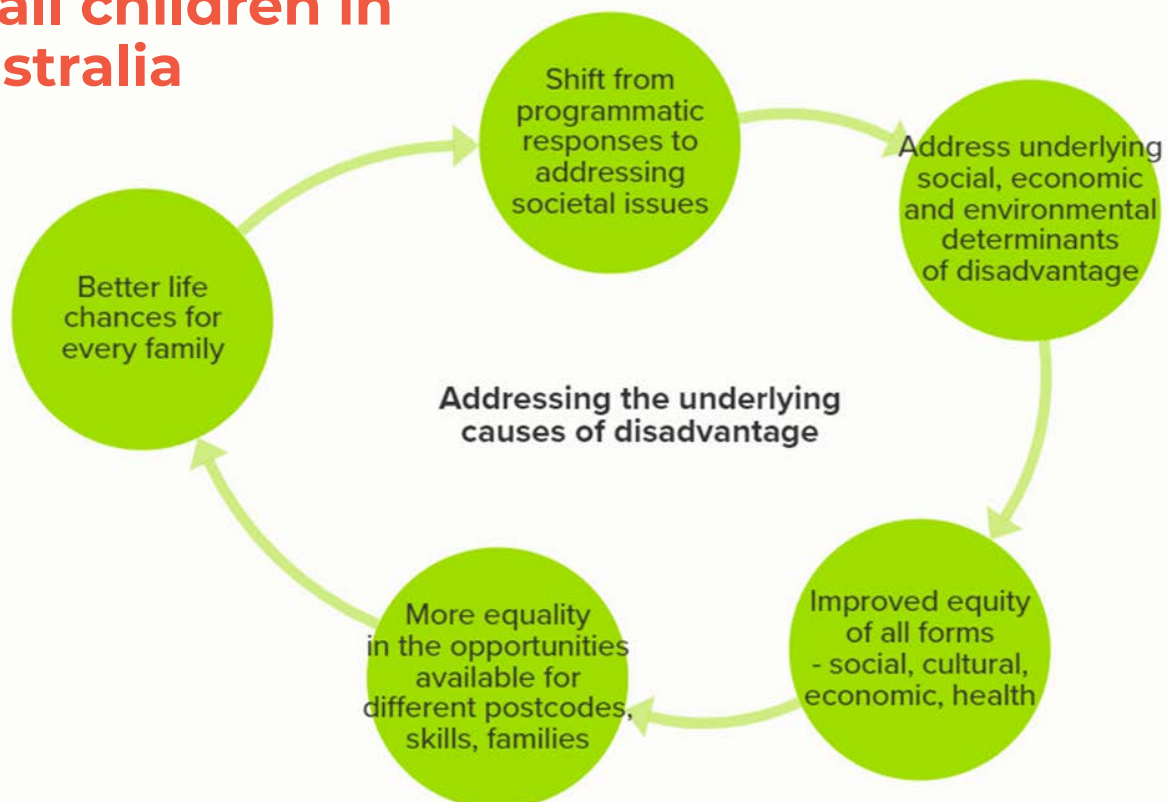 all children in
stralia
Shift from
programmatic
responses to
addressing
societal issues
Address underlying
social, economic
and environmental
determinants
of disadvantage
Better life
chances for
every family
Addressing the underlying
causes of disadvantage
Improved equity
of all forms
- social, cultural,
economic, health
More equality
in the opportunities
available for
different postcodes,
skills, families